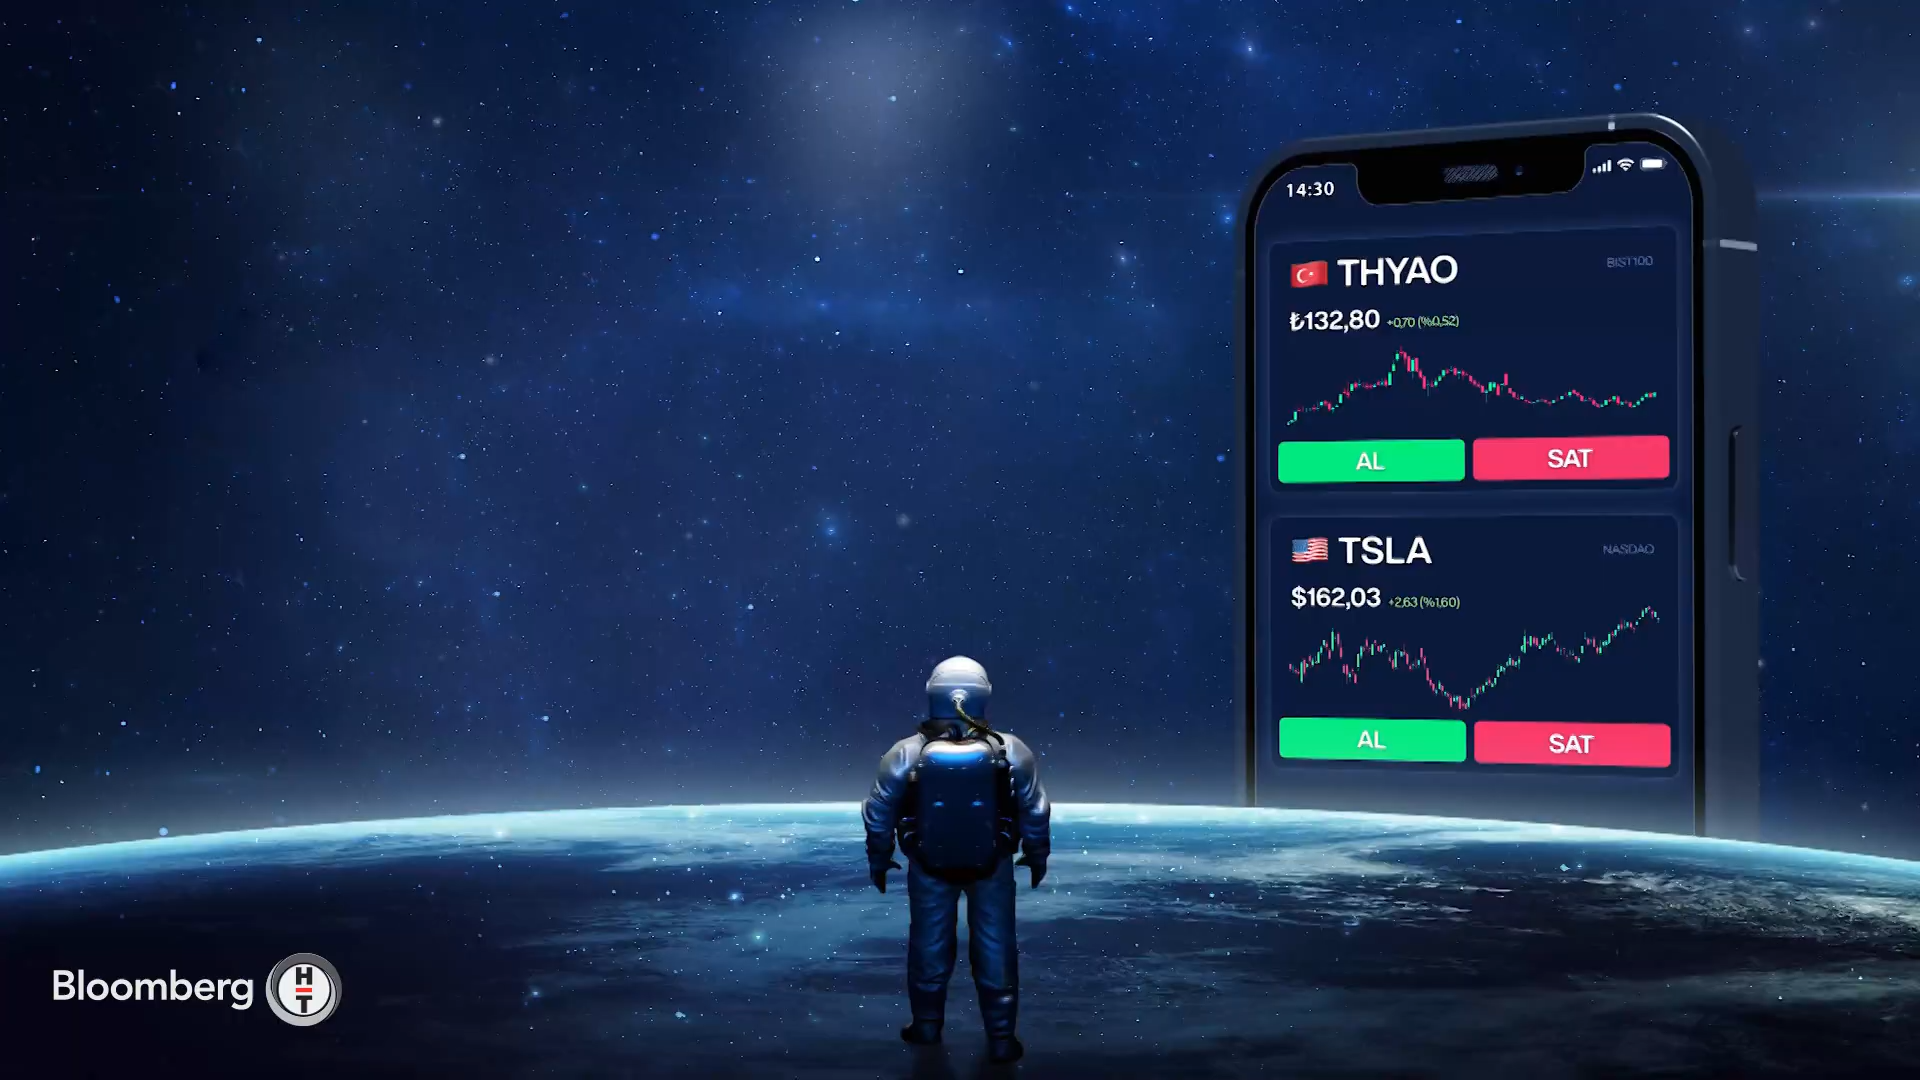 14:30
THYAO
BIST100
₺132,80 +0,70 (%0,52)
AL
SAT
TSLA
NASDAQ
$162,03 +2,63 (%1,60)
AL
SAT
Bloomberg HT